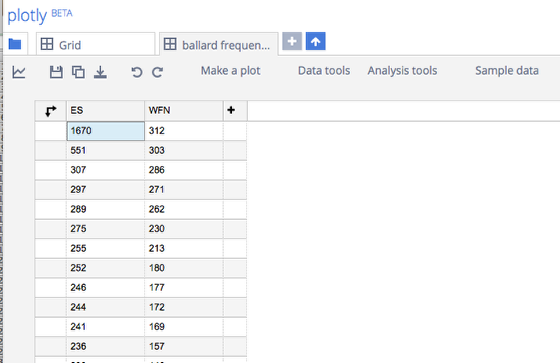 plotly BETA
Grid
ballard frequen...
Make a plot Data tools Analysis tools Sample data
ES WFN +
1670 312
551 303
307 286
297 271
289 262
275 230
255 213
252 180
246 177
244 172
241 169
236 157